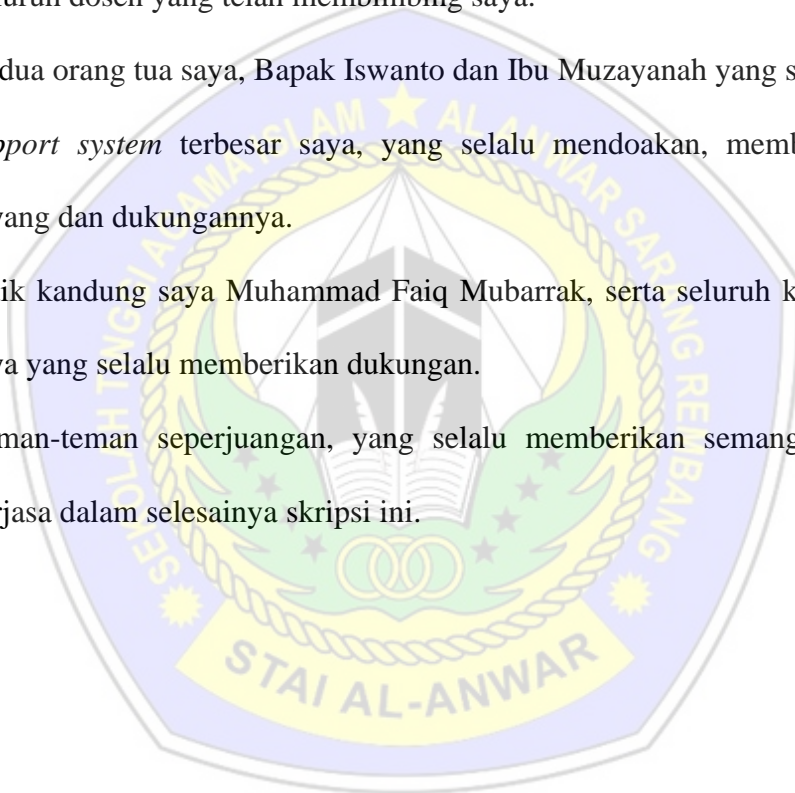 luruh dosen yang telah membimbing saya.
dua orang tua saya, Bapak Iswanto dan Ibu Muzayanah yang s
pport system terbesar saya, yang selalu mendoakan, memb
yang dan dukungannya.
ik kandung saya Muhammad Faiq Mubarrak, serta seluruh k
ya yang selalu memberikan dukungan.
man-teman seperjuangan, yang selalu memberikan semang
rjasa dalam selesainya skripsi ini.
SEKOLAH TINGGI AGAMA ISLAM ★ AL ANWAR SARANG REMBANG
STAI AL-ANWAR